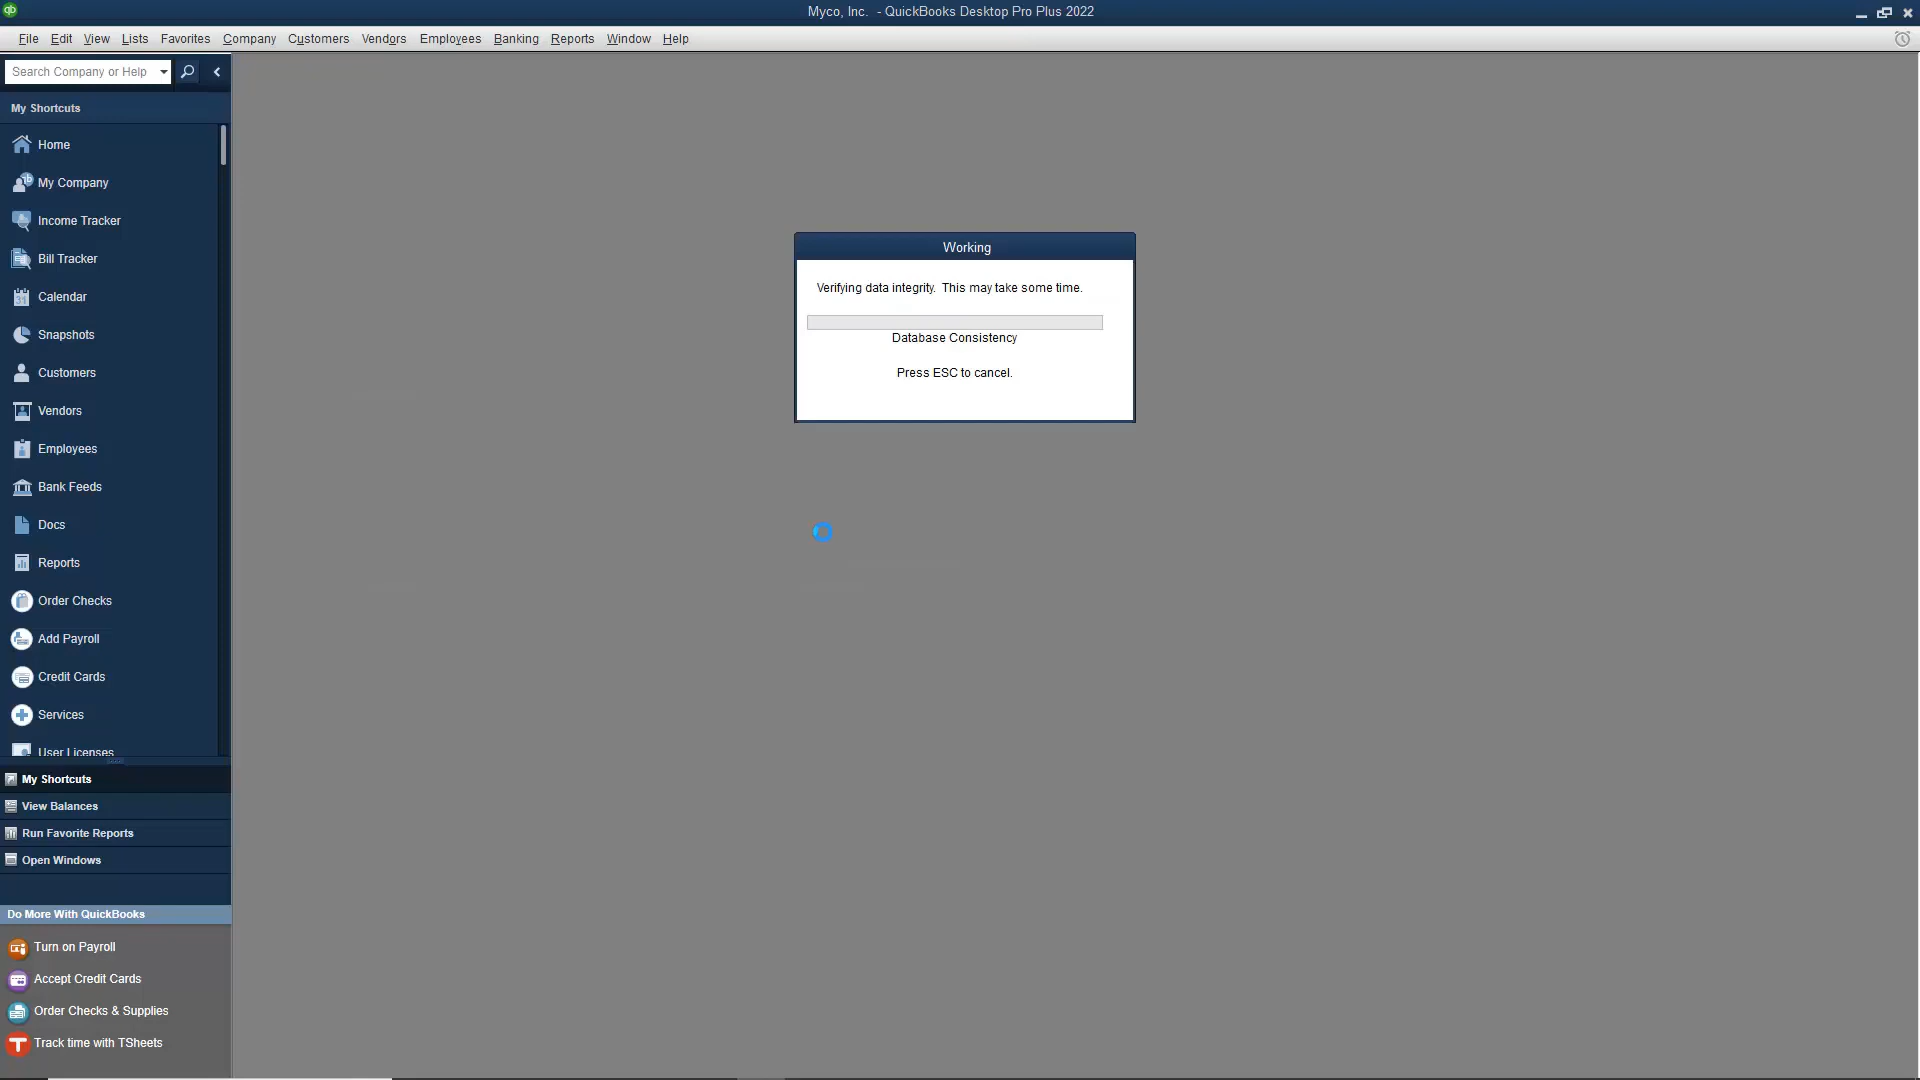 Myco, Inc. - QuickBooks Desktop Pro Plus 2022
File Edit View Lists Favorites Company Customers Vendors Employees Banking Reports Window Help
Search Company or Help
My Shortcuts
Home
My Company
Income Tracker
Bill Tracker
Calendar
Snapshots
Customers
Vendors
Employees
Bank Feeds
Docs
Reports
Order Checks
Add Payroll
Credit Cards
Services
User Licenses
My Shortcuts
View Balances
Run Favorite Reports
Open Windows
Do More With QuickBooks
Turn on Payroll
Accept Credit Cards
Order Checks & Supplies
Track time with TSheets
Working
Verifying data integrity. This may take some time.
Database Consistency
Press ESC to cancel.